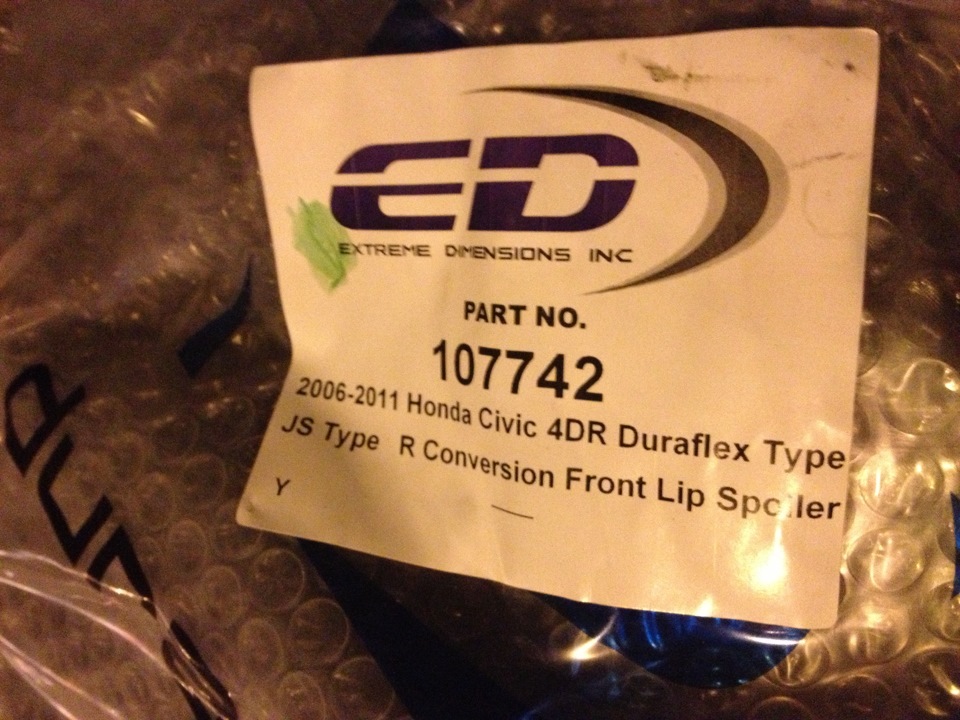 ED
EXTREME DIMENSIONS INC
PART NO.
107742
2006-2011 Honda Civic 4DR Duraflex Type
JS Type R Conversion Front Lip Spoiler
Y